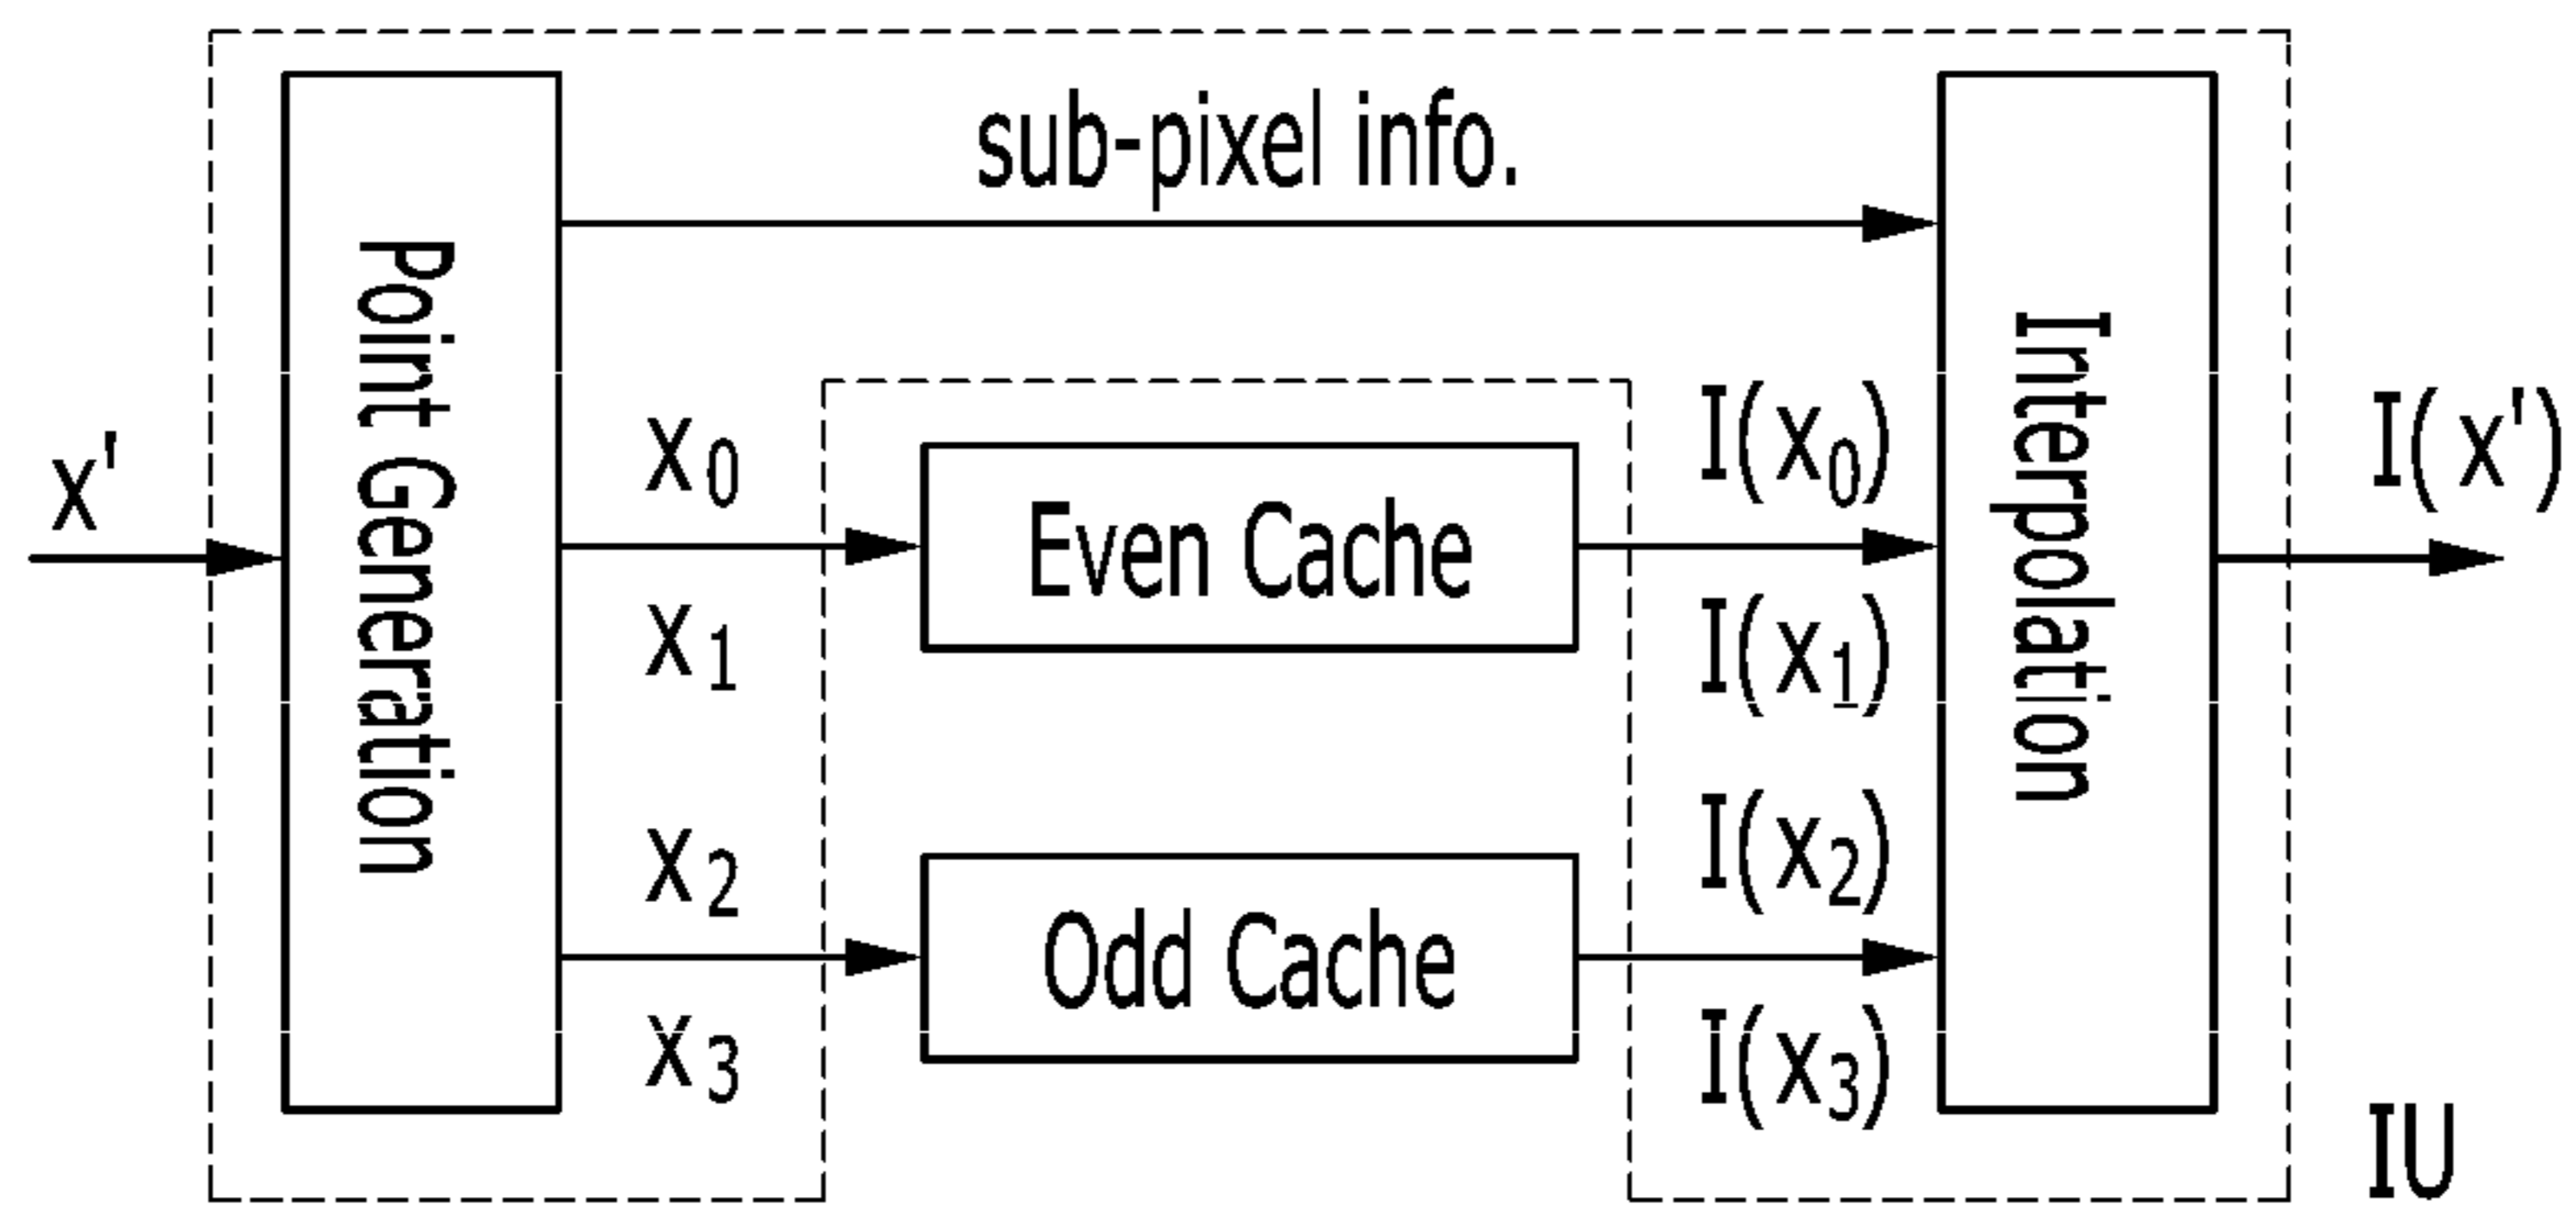 sub-pixel info.
Point Generation
x'
x0
x1
x2
x3
Even Cache
Odd Cache
I(x0)
I(x1)
I(x2)
I(x3)
Interpolation
I(x')
IU